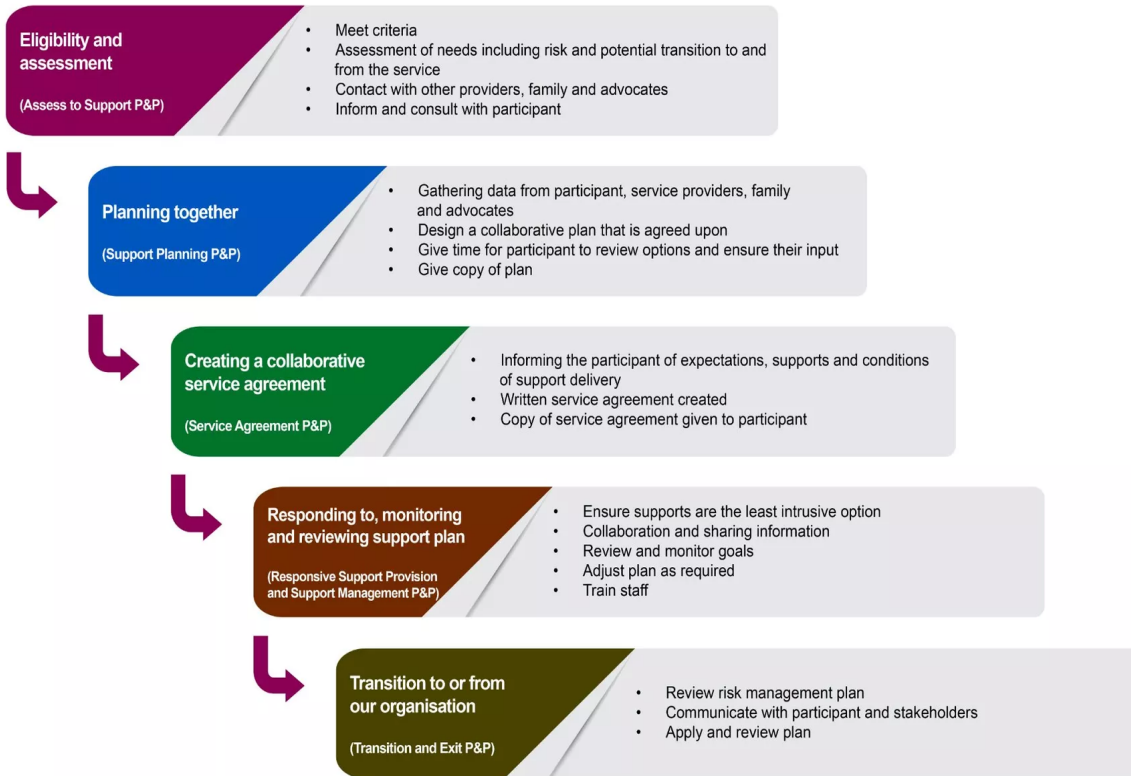 Eligibility and
assessment
(Assess to Support P&P)
• Meet criteria
• Assessment of needs including risk and potential transition to and
from the service
• Contact with other providers, family and advocates
• Inform and consult with participant
Planning together
(Support Planning P&P)
• Gathering data from participant, service providers, family
and advocates
• Design a collaborative plan that is agreed upon
• Give time for participant to review options and ensure their input
• Give copy of plan
Creating a collaborative
service agreement
(Service Agreement P&P)
• Informing the participant of expectations, supports and conditions
of support delivery
• Written service agreement created
• Copy of service agreement given to participant
Responding to, monitoring
and reviewing support plan
(Responsive Support Provision
and Support Management P&P)
• Ensure supports are the least intrusive option
• Collaboration and sharing information
• Review and monitor goals
• Adjust plan as required
• Train staff
Transition to or from
our organisation
(Transition and Exit P&P)
• Review risk management plan
• Communicate with participant and stakeholders
• Apply and review plan